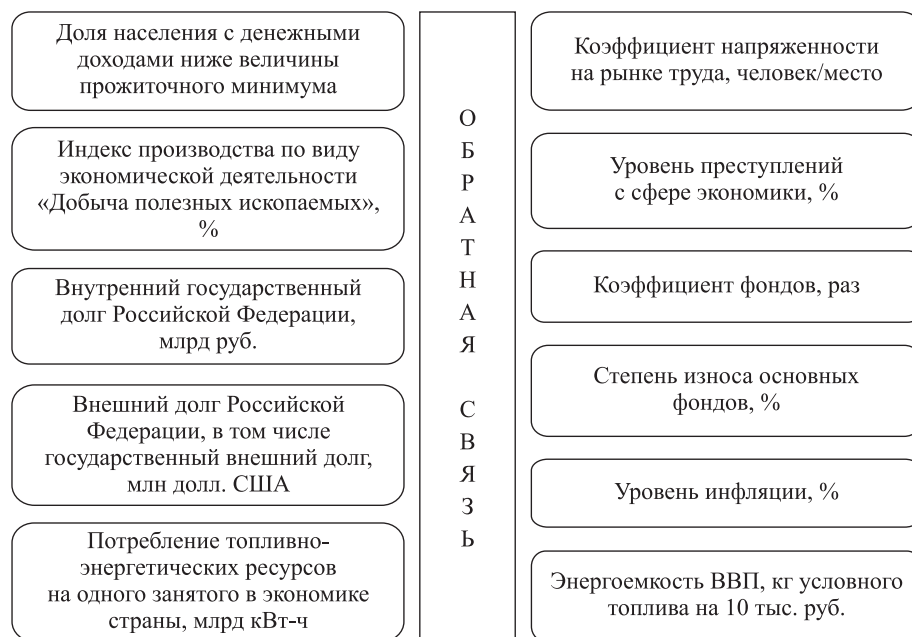 Доля населения с денежными
доходами ниже величины
прожиточного минимума
Индекс производства по виду
экономической деятельности
«Добыча полезных ископаемых»,
%
Внутренний государственный
долг Российской Федерации,
млрд руб.
Внешний долг Российской
Федерации, в том числе
государственный внешний долг,
млн долл. США
Потребление топливно-
энергетических ресурсов
на одного занятого в экономике
страны, млрд кВт-ч
ОБРАТНАЯ СВЯЗЬ
Коэффициент напряженности
на рынке труда, человек/место
Уровень преступлений
с сфере экономики, %
Коэффициент фондов, раз
Степень износа основных
фондов, %
Уровень инфляции, %
Энергоемкость ВВП, кг условного
топлива на 10 тыс. руб.